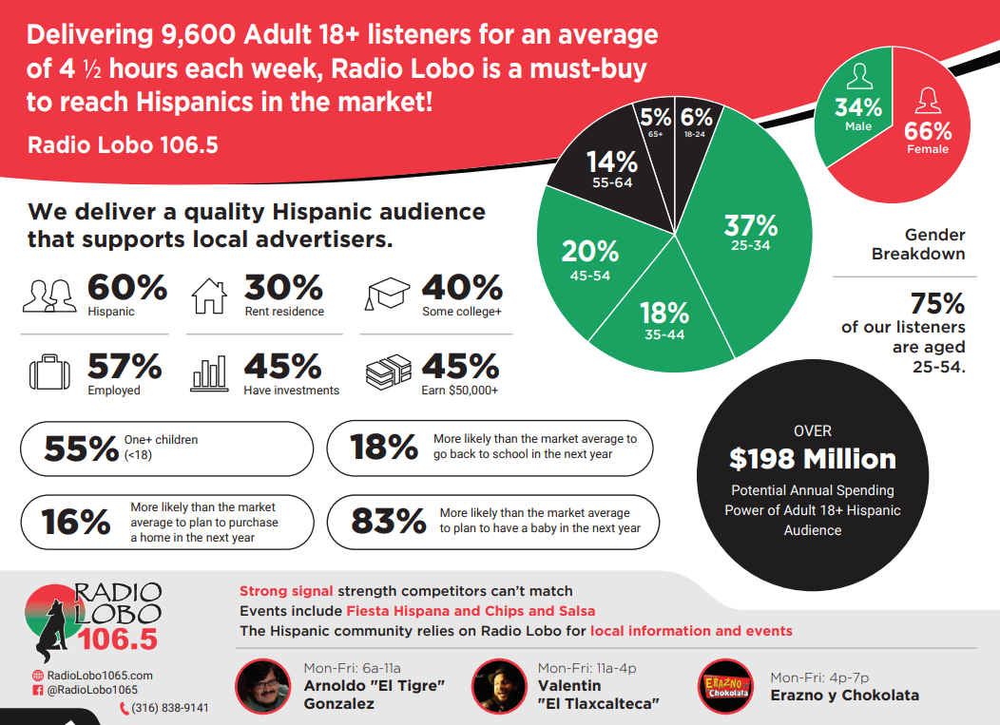 Delivering 9,600 Adult 18+ listeners for an average
of 4 ½ hours each week, Radio Lobo is a must-buy
to reach Hispanics in the market!
Radio Lobo 106.5
34%
Male
66%
Female
Gender
Breakdown
5%
65+
6%
18-24
14%
55-64
37%
25-34
20%
45-54
18%
35-44
75%
of our listeners
are aged
25-54.
We deliver a quality Hispanic audience
that supports local advertisers.
60%
Hispanic
30%
Rent residence
40%
Some college+
57%
Employed
45%
Have investments
45%
Earn $50,000+
55%
One+ children
(<18)
18%
More likely than the market average to
go back to school in the next year
16%
More likely than the market
average to plan to purchase
a home in the next year
83%
More likely than the market average
to plan to have a baby in the next year
OVER
$198 Million
Potential Annual Spending
Power of Adult 18+ Hispanic
Audience
RADIO
LOBO
106.5
RadioLobo1065.com
@RadioLobo1065
(316) 838-9141
Strong signal strength competitors can't match
Events include Fiesta Hispana and Chips and Salsa
The Hispanic community relies on Radio Lobo for local information and events
Mon-Fri: 6a-11a
Arnoldo "El Tigre"
Gonzalez
Mon-Fri: 11a-4p
Valentin
"El Tlaxcalteca"
ERAZNO
Y
Chokolata
Mon-Fri: 4p-7p
Erazno y Chokolata